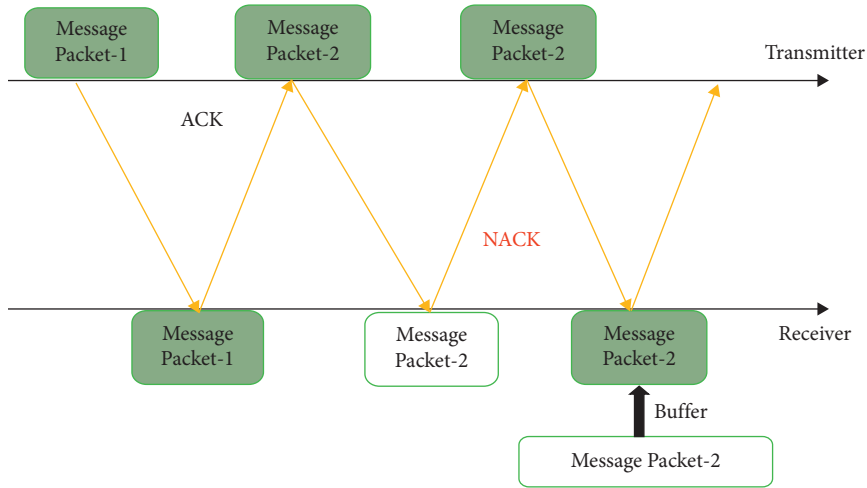 Message
Packet-1
Message
Packet-2
Message
Packet-2
Transmitter
ACK
NACK
Message
Packet-1
Message
Packet-2
Message
Packet-2
Receiver
Buffer
Message Packet-2